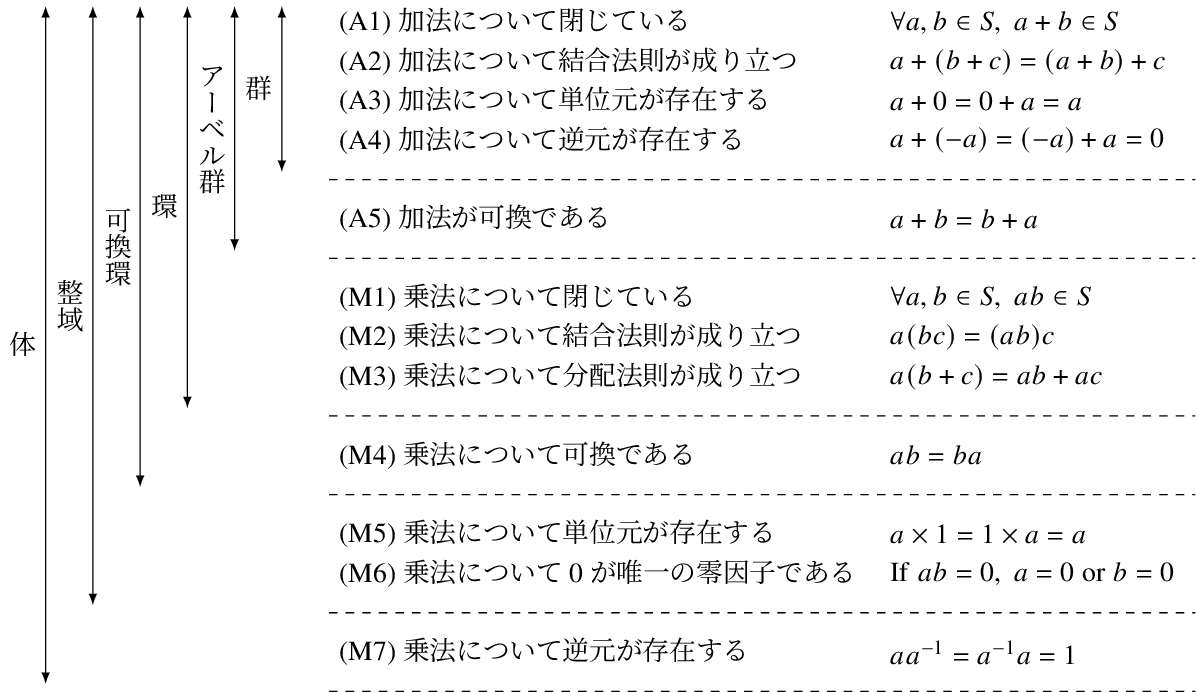 体
整域
可換環
環
アーベル群
群
(A1) 加法について閉じている ∀a, b ∈ S, a + b ∈ S
(A2) 加法について結合法則が成り立つ a + (b + c) = (a + b) + c
(A3) 加法について単位元が存在する a + 0 = 0 + a = a
(A4) 加法について逆元が存在する a + (−a) = (−a) + a = 0
(A5) 加法が可換である a + b = b + a
(M1) 乗法について閉じている ∀a, b ∈ S, ab ∈ S
(M2) 乗法について結合法則が成り立つ a(bc) = (ab)c
(M3) 乗法について分配法則が成り立つ a(b + c) = ab + ac
(M4) 乗法について可換である ab = ba
(M5) 乗法について単位元が存在する a × 1 = 1 × a = a
(M6) 乗法について 0 が唯一の零因子である If ab = 0, a = 0 or b = 0
(M7) 乗法について逆元が存在する aa⁻¹ = a⁻¹a = 1